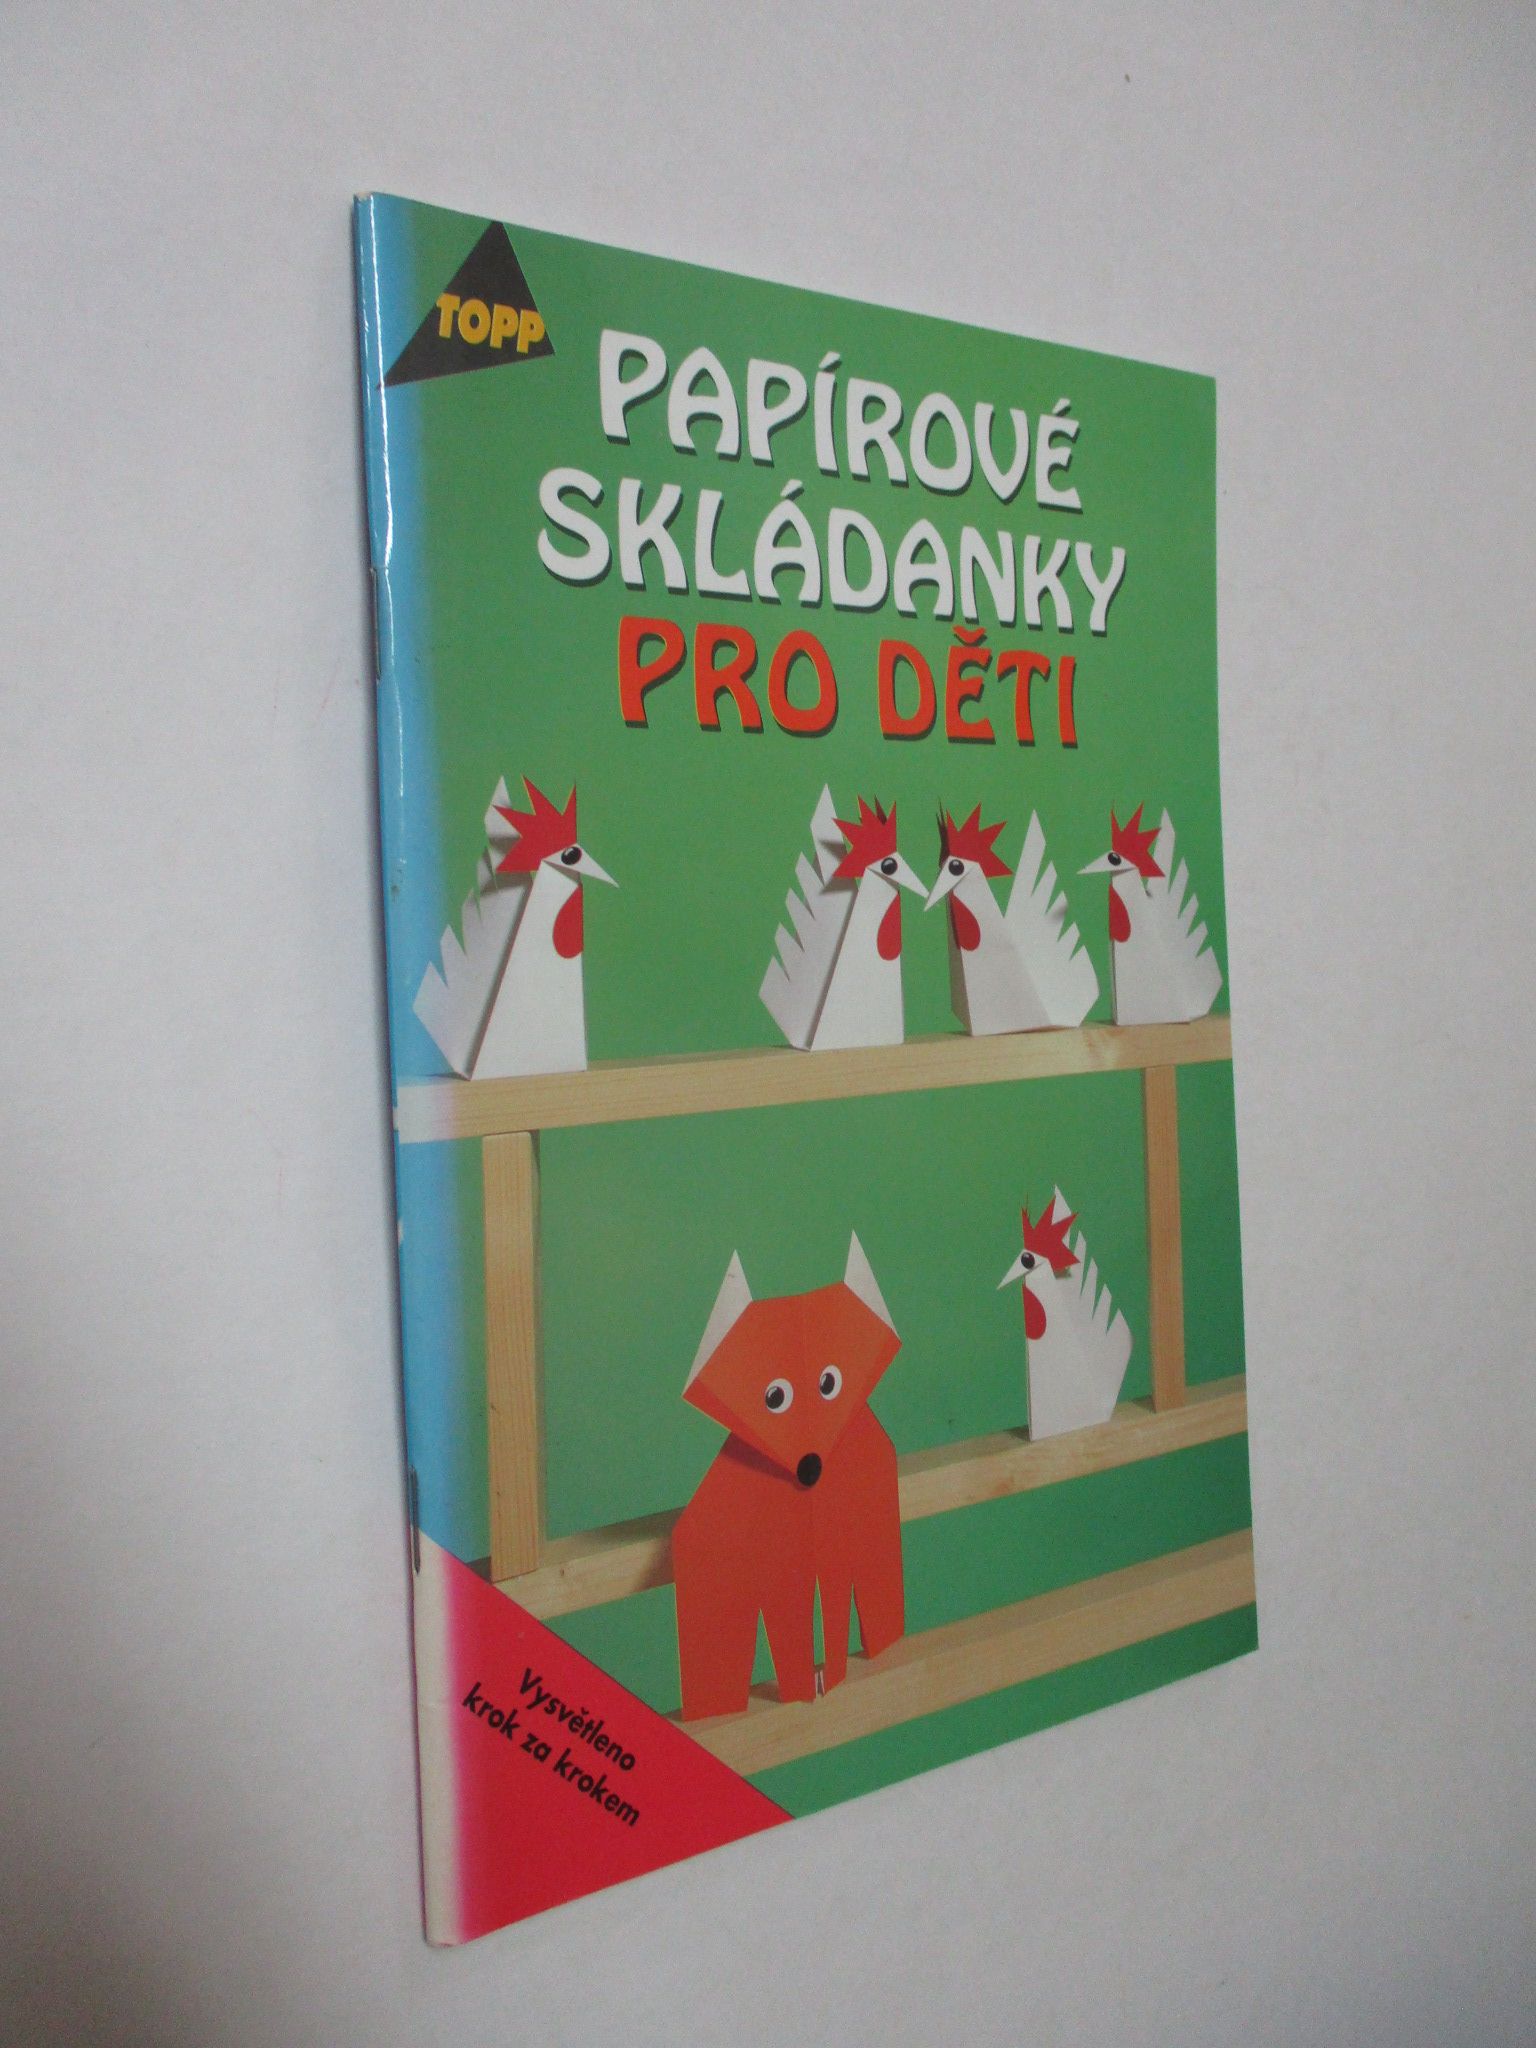 TOPP
PAPÍROVÉ
SKLÁDANKY
PRO DĚTI
Vysvětleno
krok za krokem